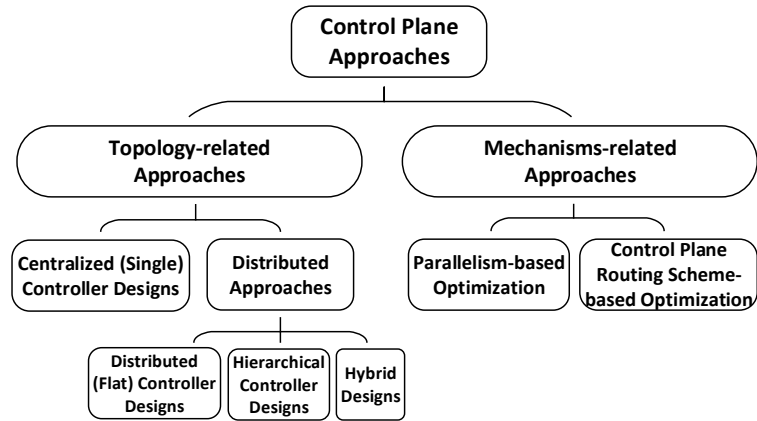 Control Plane
Approaches
Topology-related
Approaches
Mechanisms-related
Approaches
Centralized (Single)
Controller Designs
Distributed
Approaches
Parallelism-based
Optimization
Control Plane
Routing Scheme-
based Optimization
Distributed
(Flat) Controller
Designs
Hierarchical
Controller
Designs
Hybrid
Designs